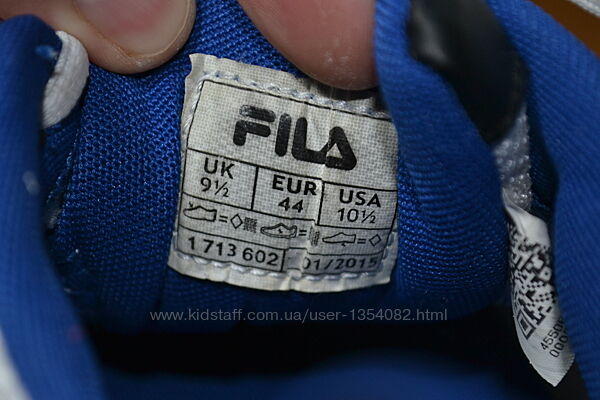 FILA
UK EUR USA
9½ 44 10½
1 713 602 01/2015
www.kidstaff.com.ua/user-1354082.html